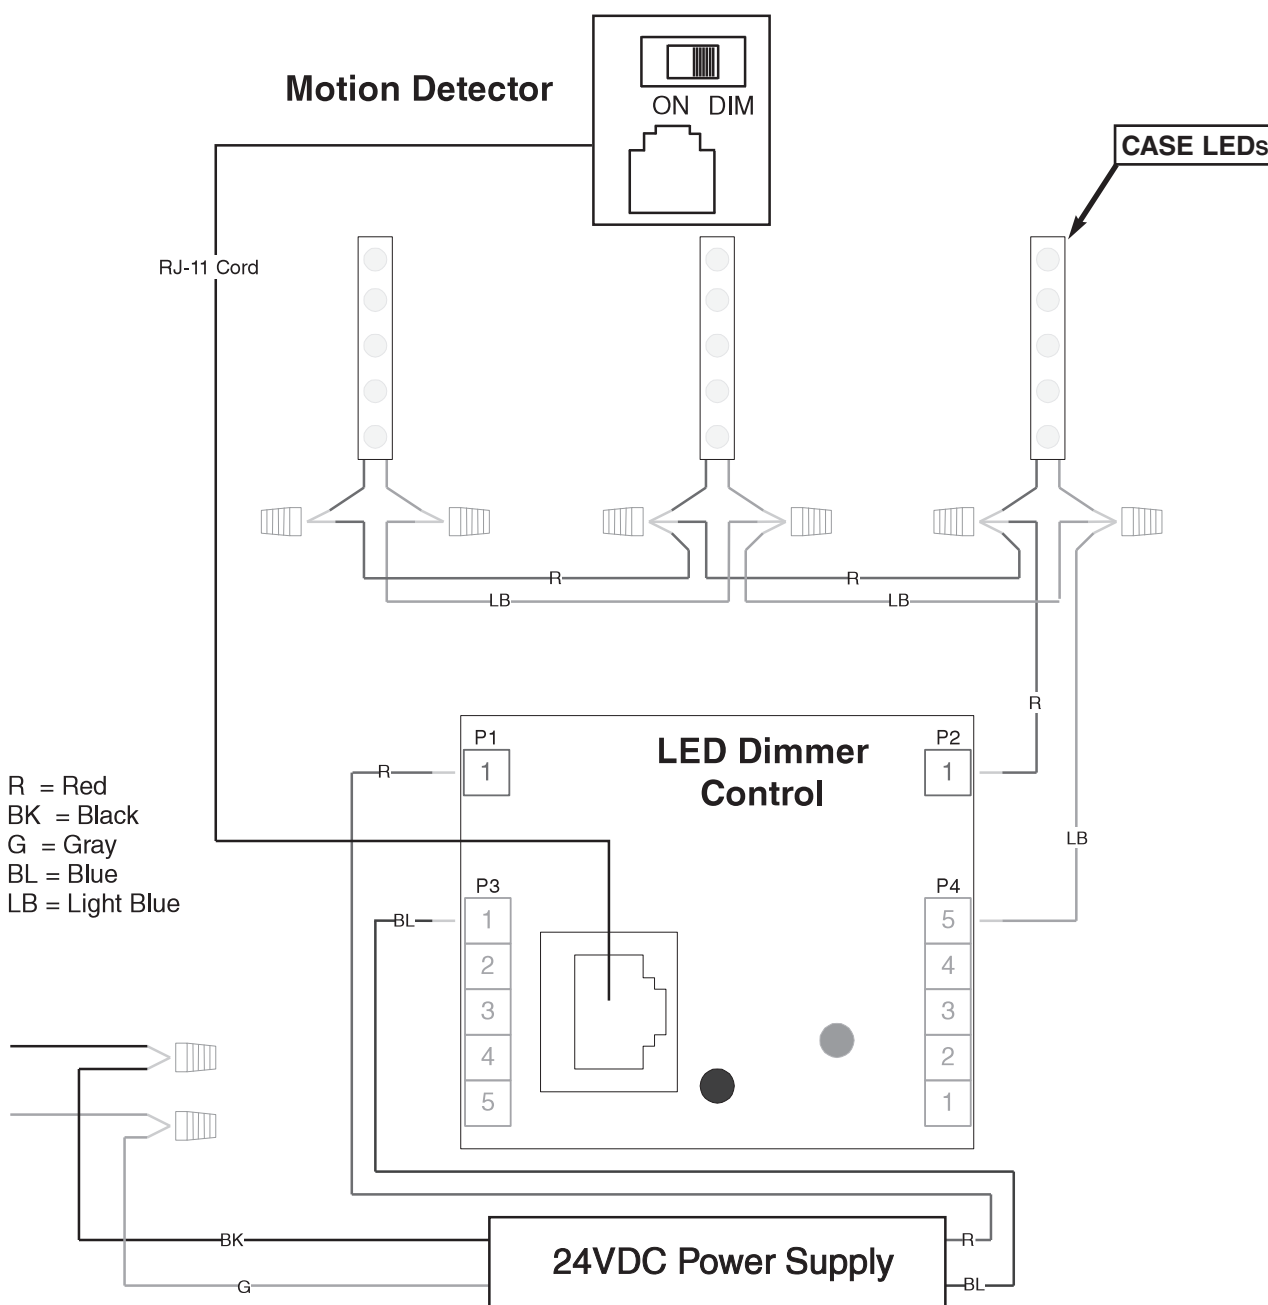 ON DIM
Motion Detector
CASE LEDs
RJ-11 Cord
R
R
LB
LB
R
P1
LED Dimmer
Control
P2
1
1
R
R = Red
BK = Black
G = Gray
BL = Blue
LB = Light Blue
LB
P3
P4
BL
1
2
3
4
5
5
4
3
2
1
BK
24VDC Power Supply
R
G
BL